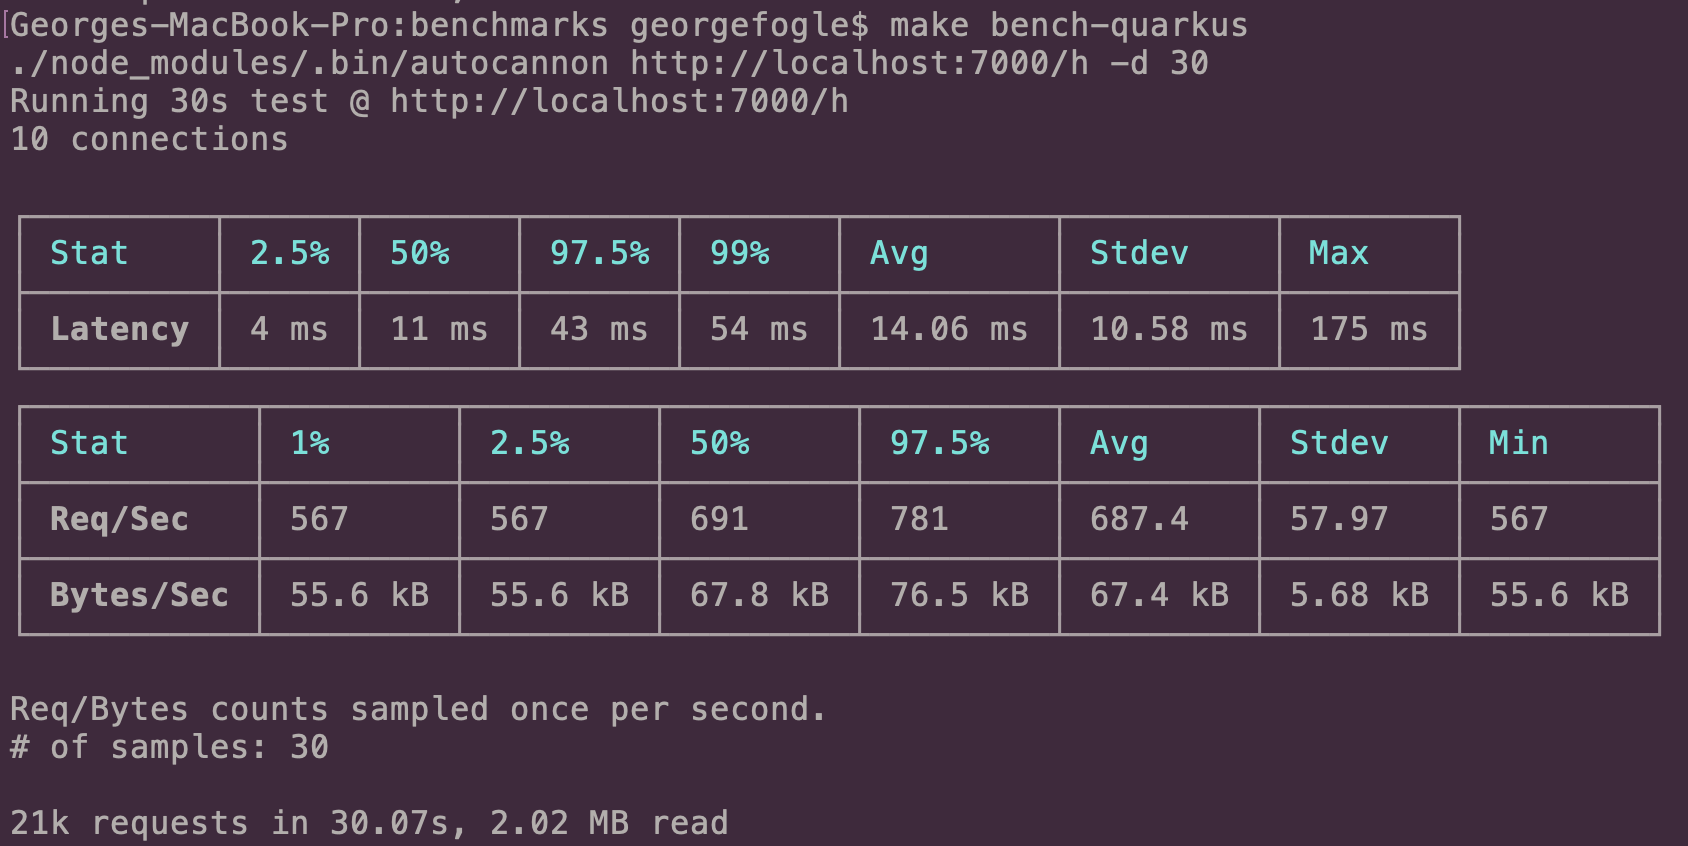 [Georges-MacBook-Pro:benchmarks georgefogle$ make bench-quarkus
./node_modules/.bin/autocannon http://localhost:7000/h -d 30
Running 30s test @ http://localhost:7000/h
10 connections
Stat 2.5% 50% 97.5% 99% Avg Stdev Max
Latency 4 ms 11 ms 43 ms 54 ms 14.06 ms 10.58 ms 175 ms
Stat 1% 2.5% 50% 97.5% Avg Stdev Min
Req/Sec 567 567 691 781 687.4 57.97 567
Bytes/Sec 55.6 kB 55.6 kB 67.8 kB 76.5 kB 67.4 kB 5.68 kB 55.6 kB
Req/Bytes counts sampled once per second.
# of samples: 30
21k requests in 30.07s, 2.02 MB read